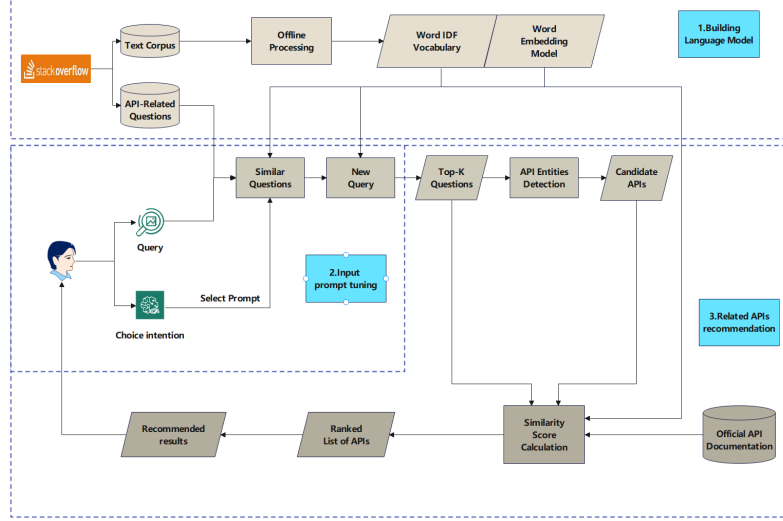 Text Corpus
Offline
Processing
Word IDF
Vocabulary
Word
Embedding
Model
1.Building
Language Model
stackoverflow
API-Related
Questions
Similar
Questions
New
Query
Top-K
Questions
API Entities
Detection
Candidate
APIs
Query
2.Input
prompt tuning
Select Prompt
Choice intention
3.Related APIs
recommendation
Recommended
results
Ranked
List of APIs
Similarity
Score
Calculation
Official API
Documentation